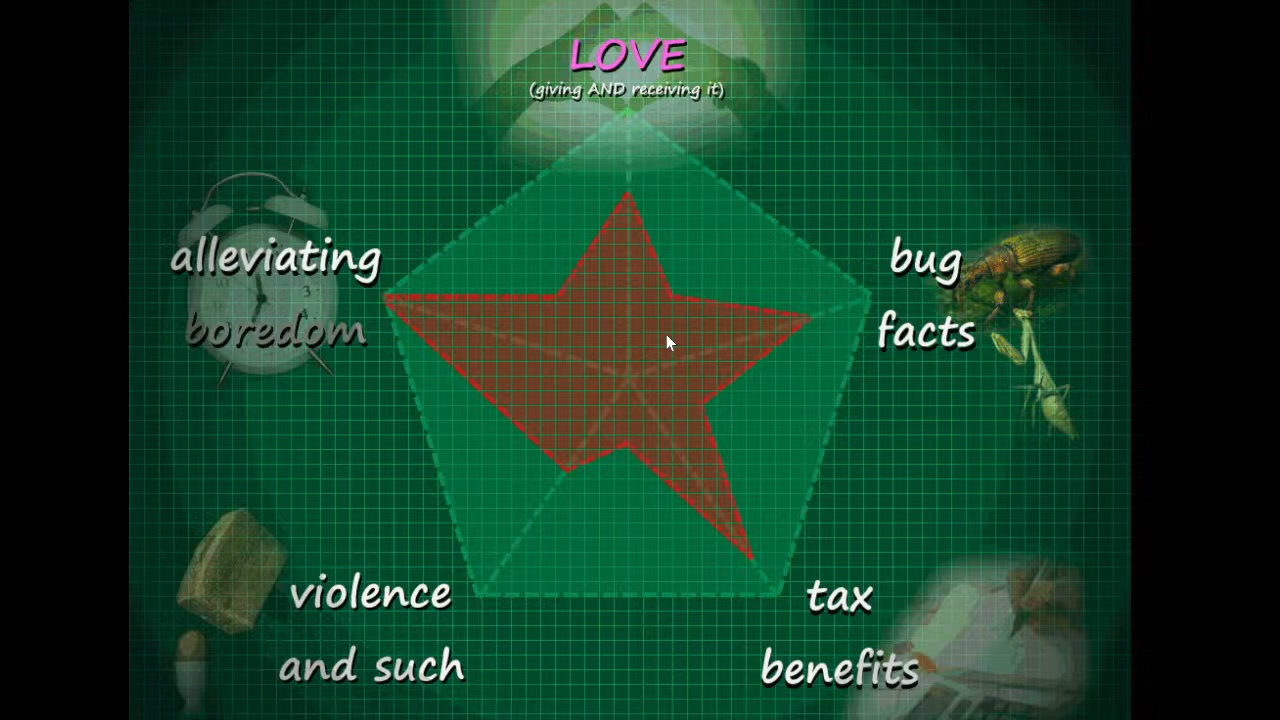 LOVE
(giving AND receiving it)
alleviating
boredom
bug
facts
violence
and such
tax
benefits